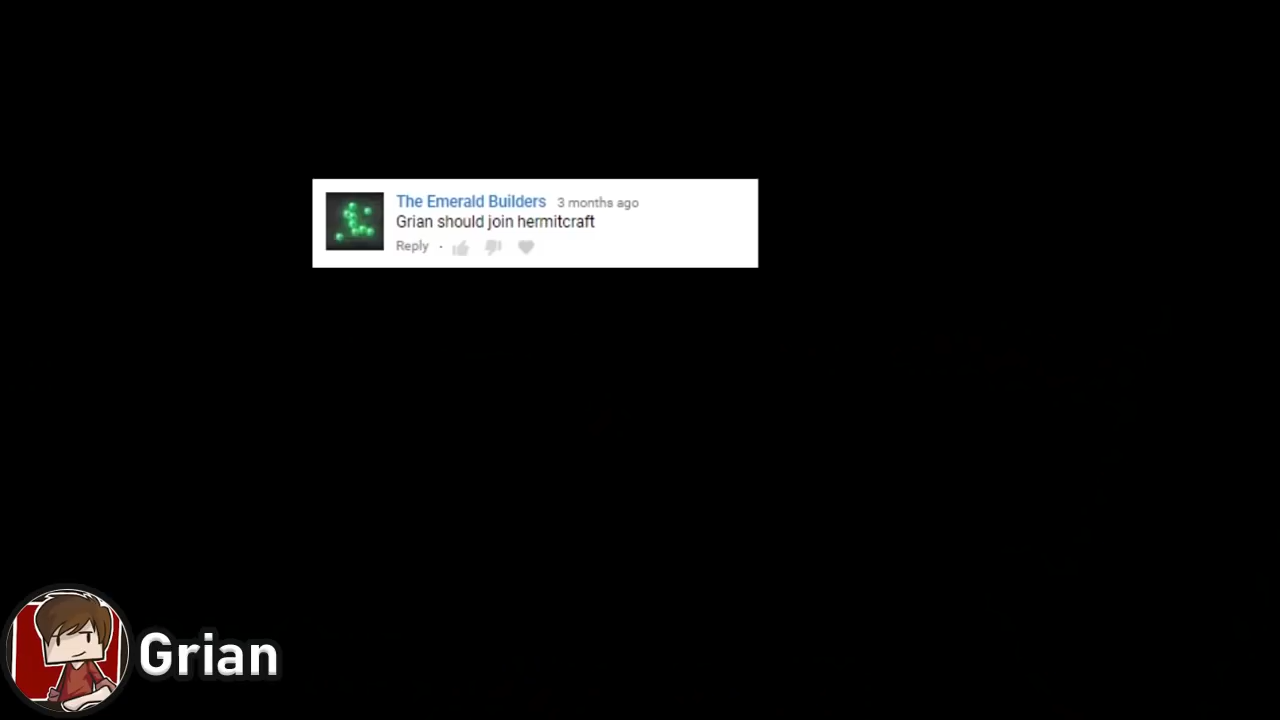 The Emerald Builders 3 months ago
Grian should join hermitcraft
Reply ·
Grian